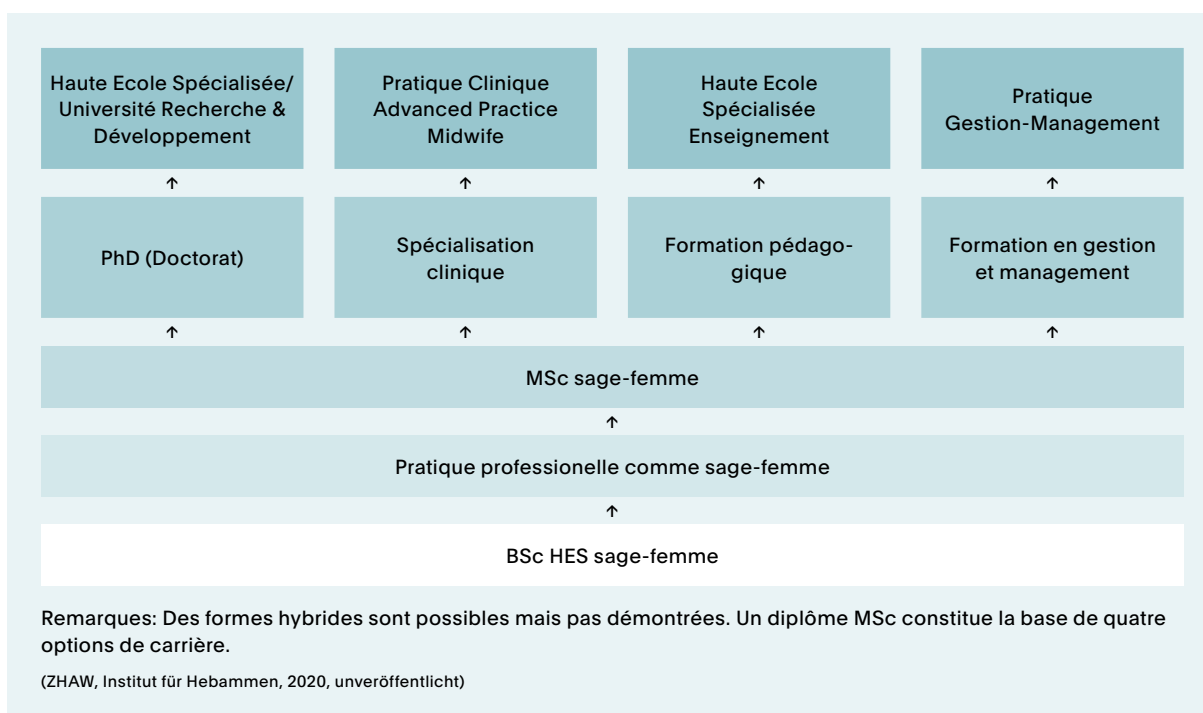 Haute Ecole Spécialisée/
Université Recherche &
Développement
Pratique Clinique
Advanced Practice
Midwife
Haute Ecole
Spécialisée
Enseignement
Pratique
Gestion-Management
↑ ↑ ↑ ↑
PhD (Doctorat)
Spécialisation
clinique
Formation pédago-
gique
Formation en gestion
et management
↑ ↑ ↑ ↑
MSc sage-femme
↑
Pratique professionelle comme sage-femme
↑
BSc HES sage-femme
Remarques: Des formes hybrides sont possibles mais pas démontrées. Un diplôme MSc constitue la base de quatre
options de carrière.
(ZHAW, Institut für Hebammen, 2020, unveröffentlicht)